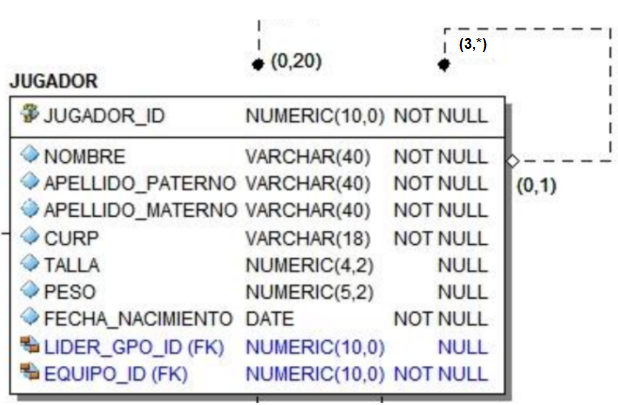 (0,20)
(3,*)
JUGADOR
JUGADOR_ID NUMERIC(10,0) NOT NULL
NOMBRE VARCHAR(40) NOT NULL
APELLIDO_PATERNO VARCHAR(40) NOT NULL
APELLIDO_MATERNO VARCHAR(40) NOT NULL
(0,1)
CURP VARCHAR(18) NOT NULL
TALLA NUMERIC(4,2) NULL
PESO NUMERIC(5,2) NULL
FECHA_NACIMIENTO DATE NOT NULL
LIDER_GPO_ID (FK) NUMERIC(10,0) NULL
EQUIPO_ID (FK) NUMERIC(10,0) NOT NULL